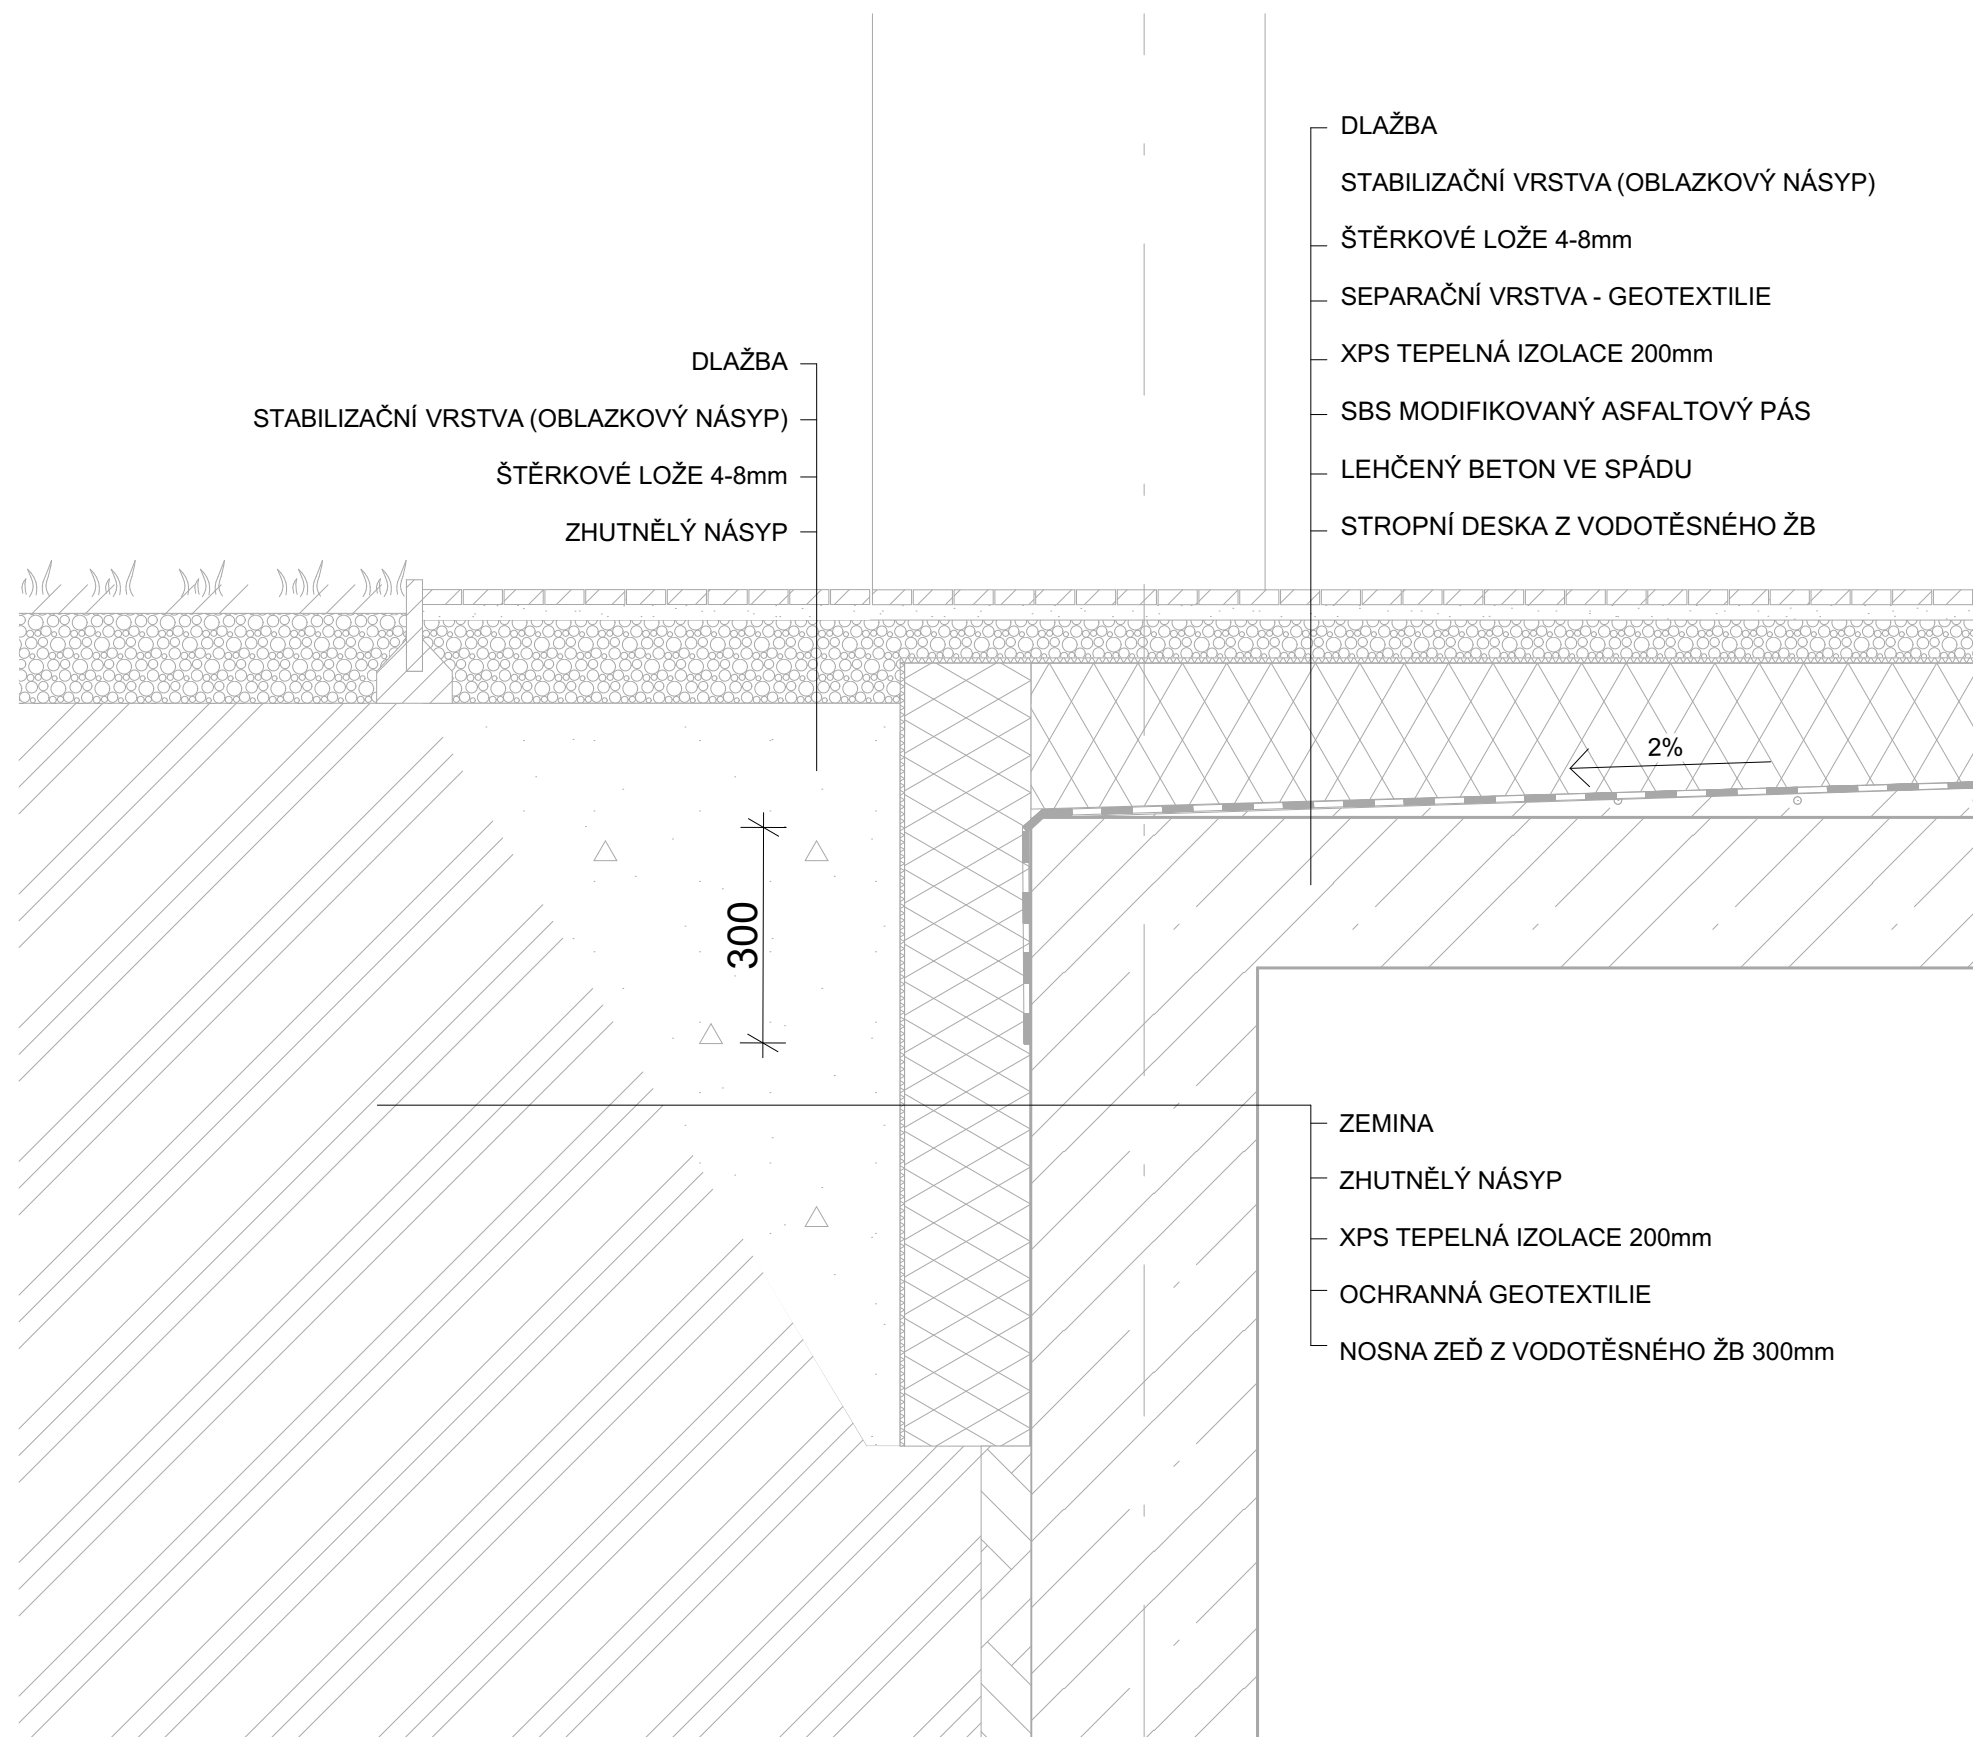 DLAŽBA
STABILIZAČNÍ VRSTVA (OBLAZKOVÝ NÁSYP)
ŠTĚRKOVÉ LOŽE 4-8mm
SEPARAČNÍ VRSTVA - GEOTEXTILIE
XPS TEPELNÁ IZOLACE 200mm
SBS MODIFIKOVANÝ ASFALTOVÝ PÁS
LEHČENÝ BETON VE SPÁDU
STROPNÍ DESKA Z VODOTĚSNÉHO ŽB
DLAŽBA
STABILIZAČNÍ VRSTVA (OBLAZKOVÝ NÁSYP)
ŠTĚRKOVÉ LOŽE 4-8mm
ZHUTNĚLÝ NÁSYP
2%
300
ZEMINA
ZHUTNĚLÝ NÁSYP
XPS TEPELNÁ IZOLACE 200mm
OCHRANNÁ GEOTEXTILIE
NOSNA ZEĎ Z VODOTĚSNÉHO ŽB 300mm